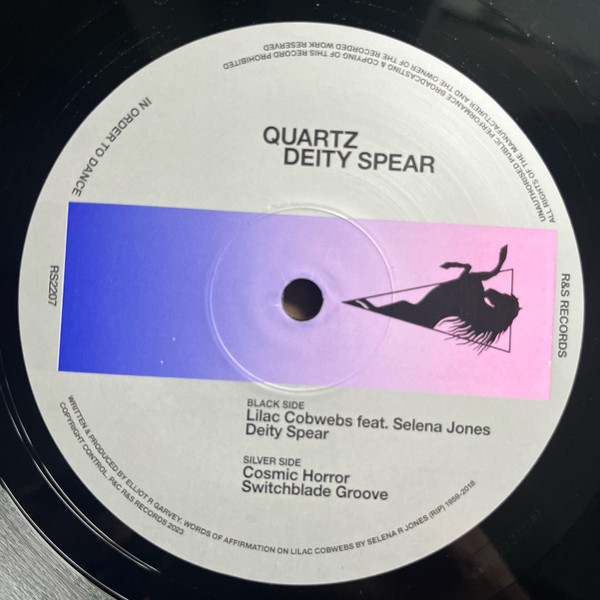 QUARTZ
DEITY SPEAR
IN ORDER TO DANCE
RS2207
R&S RECORDS
BLACK SIDE
Lilac Cobwebs feat. Selena Jones
Deity Spear
SILVER SIDE
Cosmic Horror
Switchblade Groove
WRITTEN & PRODUCED BY ELLIOT R GARVEY, WORDS OF AFFIRMATION ON LILAC COBWEBS BY SELENA R JONES (RIP) 1959-2018
COPYRIGHT CONTROL. P&C R&S RECORDS 2023
ALL RIGHTS OF THE MANUFACTURER AND THE OWNER OF THE RECORDED WORK RESERVED
UNAUTHORISED PUBLIC PERFORMANCE BROADCASTING & COPYING OF THIS RECORD PROHIBITED